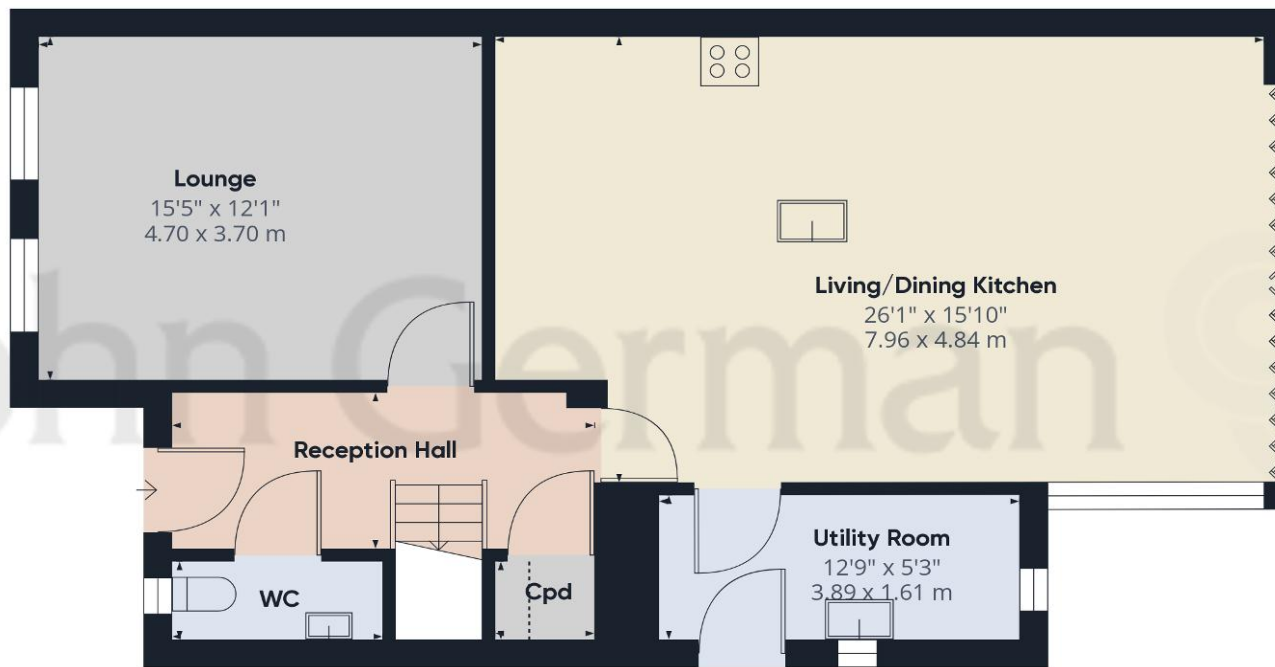 Lounge
15'5" x 12'1"
4.70 x 3.70 m
Living/Dining Kitchen
26'1" x 15'10"
7.96 x 4.84 m
Reception Hall
Utility Room
12'9" x 5'3"
3.89 x 1.61 m
WC
Cpd
John German